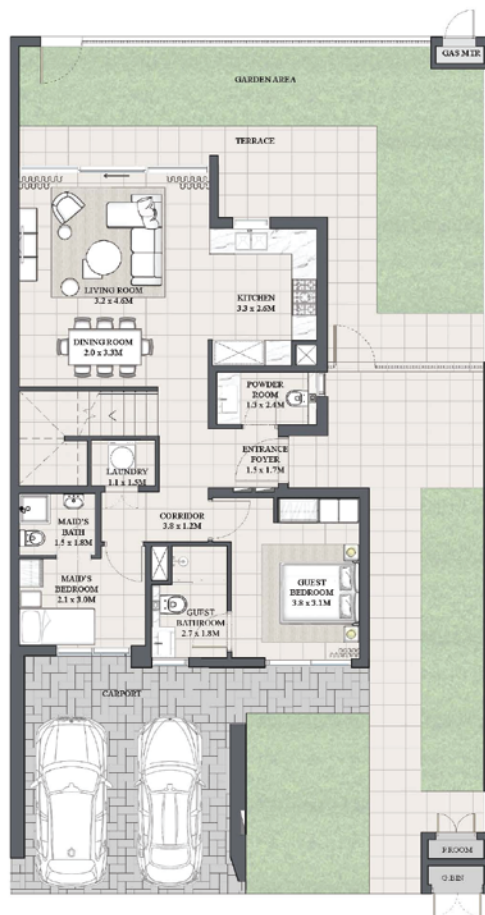 GAS MTR
GARDEN AREA
TERRACE
LIVING ROOM
3.2 x 4.6M
KITCHEN
3.3 x 2.6M
DINING ROOM
2.0 x 3.3M
POWDER
ROOM
1.3 x 2.4M
ENTRANCE
FOYER
1.5 x 1.7M
LAUNDRY
1.1 x 1.5M
CORRIDOR
3.8 x 1.2M
MAID'S
BATH
1.5 x 1.8M
MAID'S
BEDROOM
2.1 x 3.0M
GUEST
BEDROOM
3.8 x 3.1M
GUEST
BATHROOM
2.7 x 1.8M
CARPORT
P.ROOM
G.BIN